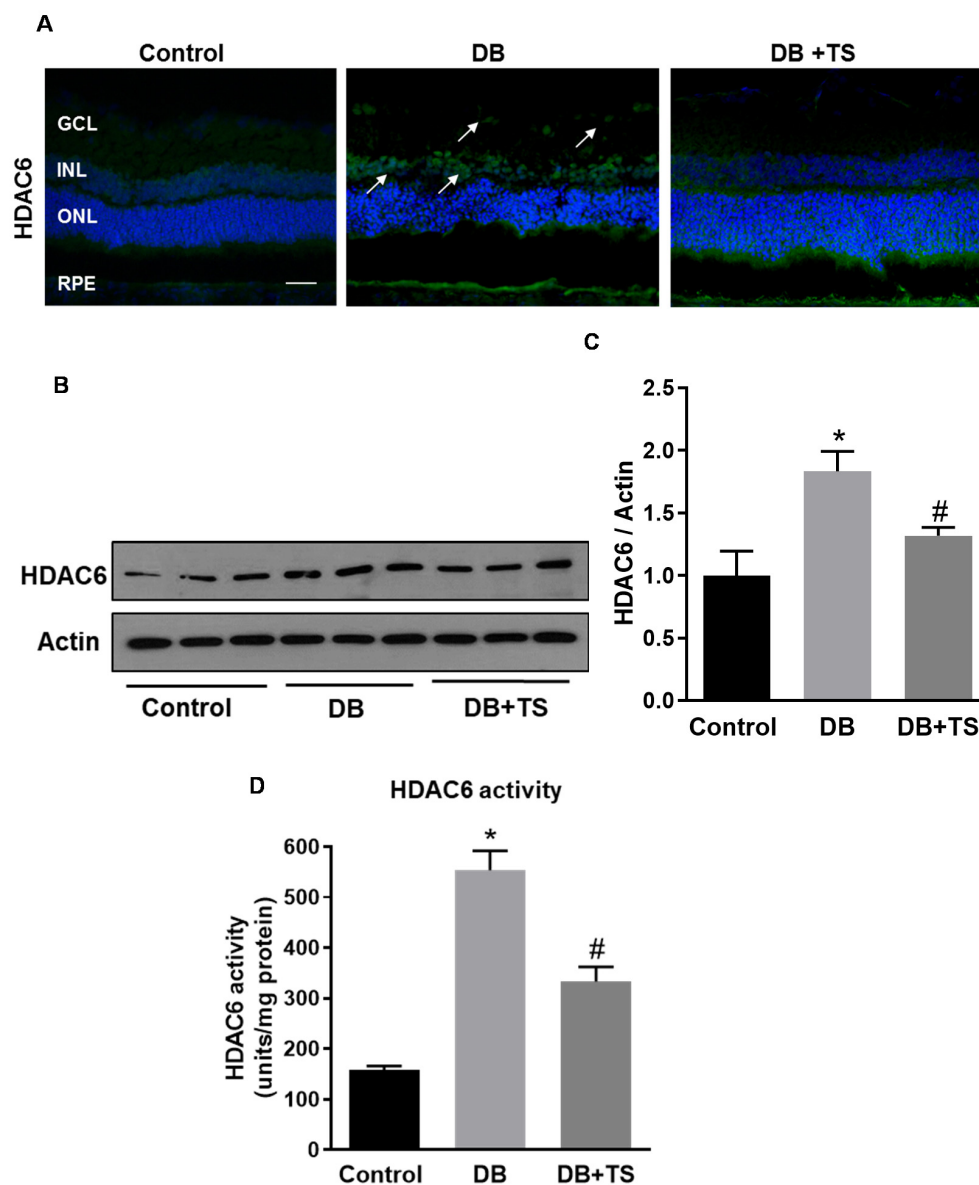 A
Control
DB
DB +TS
HDAC6
GCL
INL
ONL
RPE
B
HDAC6
Actin
Control
DB
DB+TS
C
HDAC6 / Actin
2.5
2.0
1.5
1.0
0.5
0.0
*
#
Control
DB
DB+TS
D
HDAC6 activity
HDAC6 activity
(units/mg protein)
600
500
400
300
200
100
0
*
#
Control
DB
DB+TS